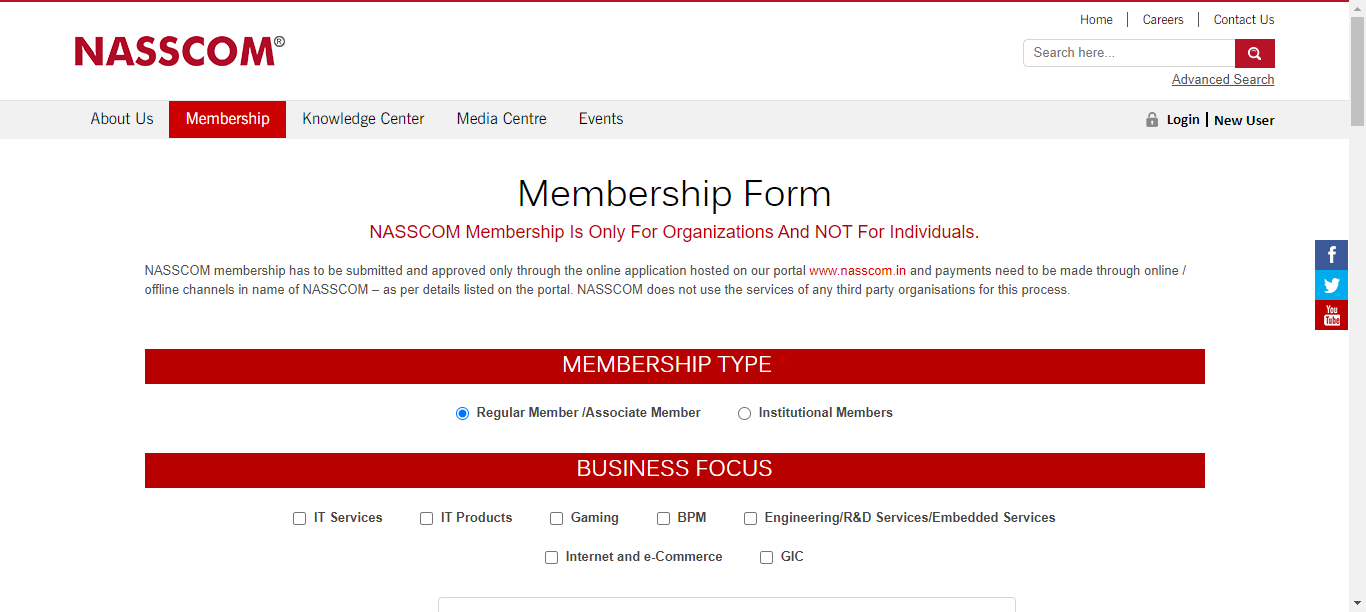 Home
Careers
Contact Us
NASSCOM®
Search here...
Advanced Search
About Us
Membership
Knowledge Center
Media Centre
Events
Login
New User
Membership Form
NASSCOM Membership Is Only For Organizations And NOT For Individuals.
NASSCOM membership has to be submitted and approved only through the online application hosted on our portal www.nasscom.in and payments need to be made through online /
offline channels in name of NASSCOM – as per details listed on the portal. NASSCOM does not use the services of any third party organisations for this process.
You
Tube
MEMBERSHIP TYPE
Regular Member /Associate Member
Institutional Members
BUSINESS FOCUS
IT Services
IT Products
Gaming
BPM
Engineering/R&D Services/Embedded Services
Internet and e-Commerce
GIC